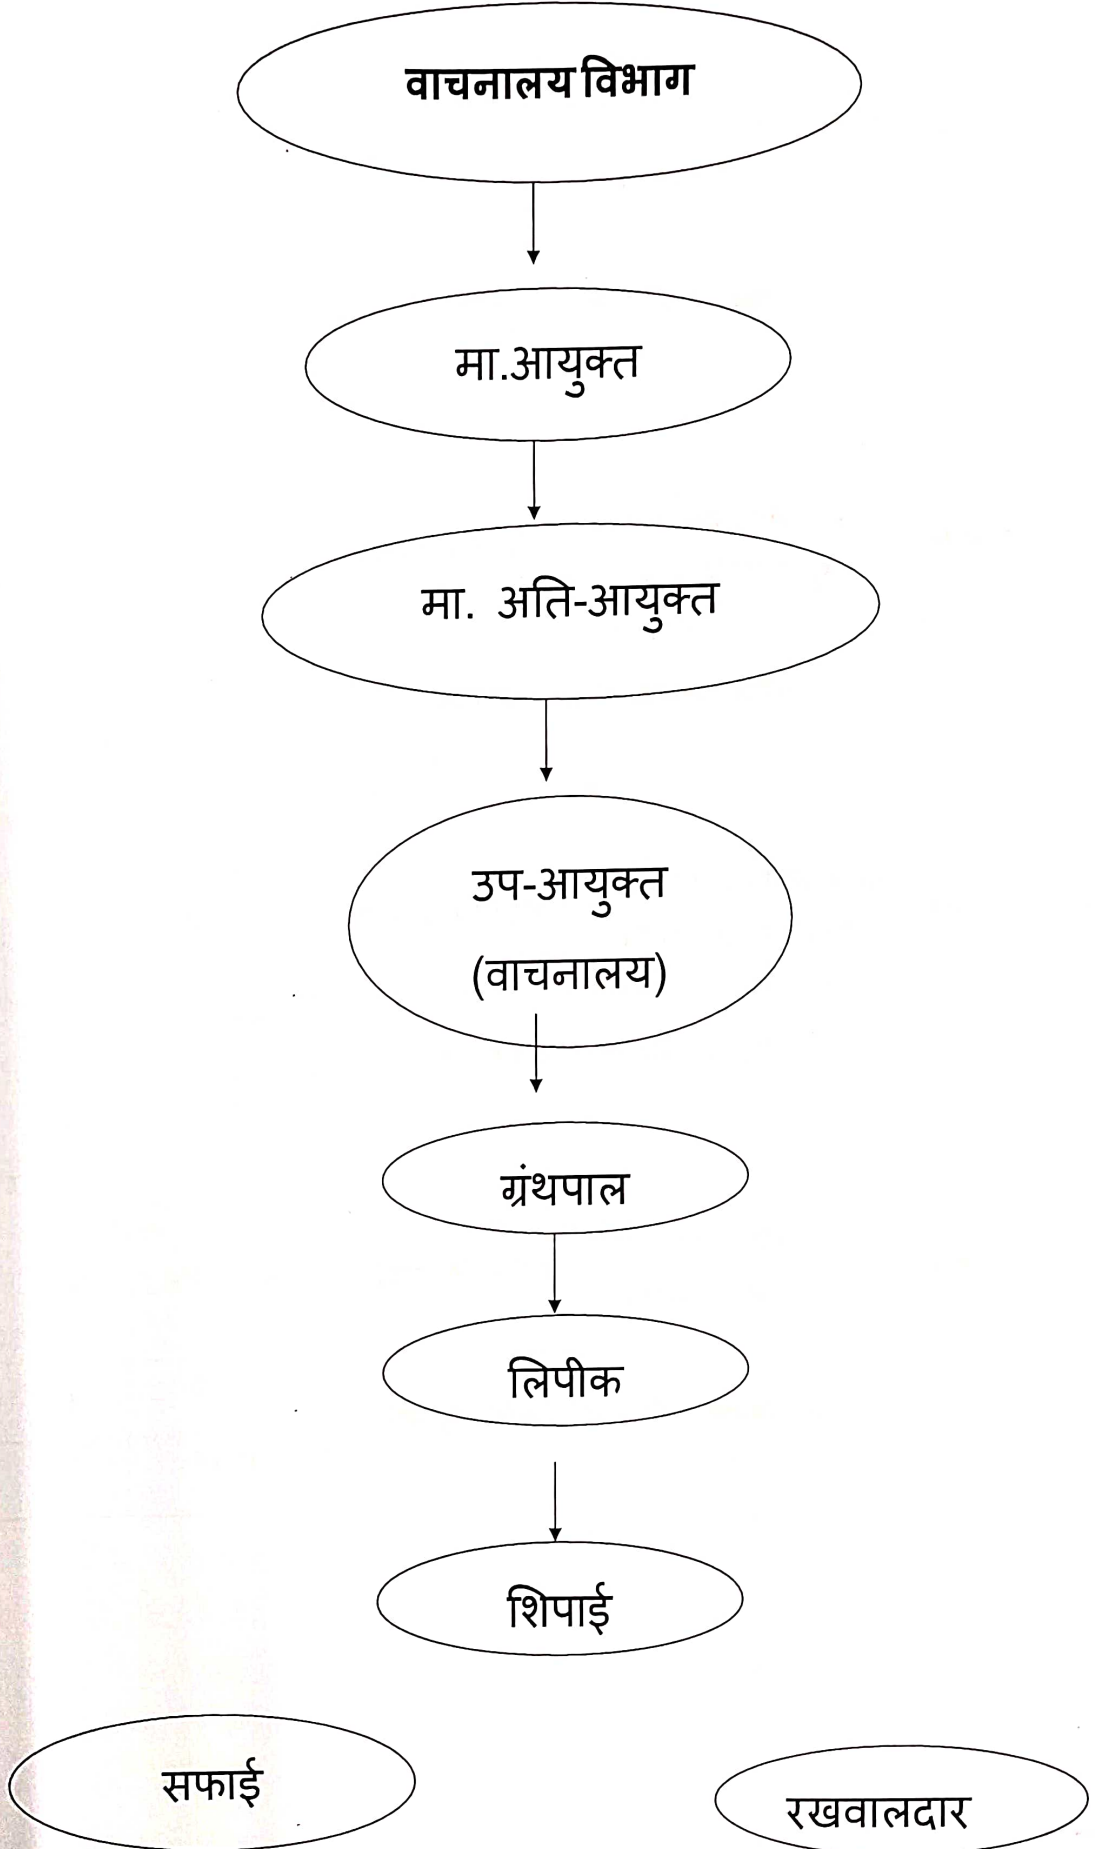 वाचनालय विभाग
मा.आयुक्त
मा. अति-आयुक्त
उप-आयुक्त
(वाचनालय)
ग्रंथपाल
लिपीक
शिपाई
सफाई
रखवालदार